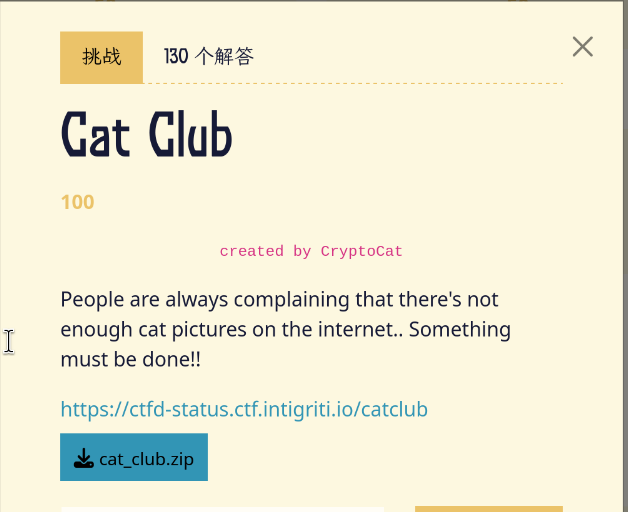 挑战
130 个解答
Cat Club
100
created by CryptoCat
People are always complaining that there's not
enough cat pictures on the internet.. Something
must be done!!
https://ctfd-status.ctf.intigriti.io/catclub
cat_club.zip